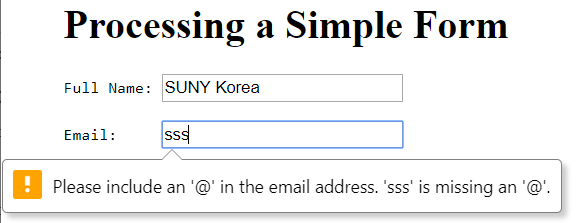 Processing a Simple Form
Full Name: SUNY Korea
Email: sss
! Please include an '@' in the email address. 'sss' is missing an '@'.